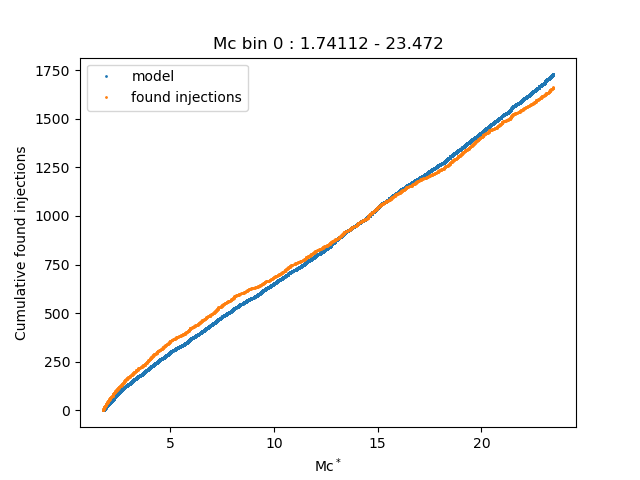 Mc bin 0 : 1.74112 - 23.472
model
found injections
Cumulative found injections
1750
1500
1250
1000
750
500
250
0
5 10 15 20
Mc*